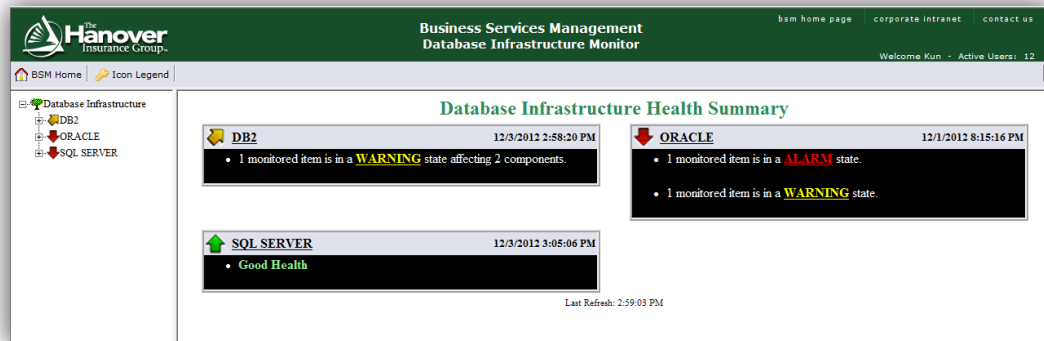 The
Hanover
Insurance Group
Business Services Management
Database Infrastructure Monitor
bsm home page corporate intranet contact us
Welcome Kun - Active Users: 12
BSM Home Icon Legend
Database Infrastructure
DB2
ORACLE
SQL SERVER
Database Infrastructure Health Summary
DB2 12/3/2012 2:58:20 PM
• 1 monitored item is in a WARNING state affecting 2 components.
ORACLE 12/1/2012 8:15:16 PM
• 1 monitored item is in a ALARM state.
• 1 monitored item is in a WARNING state.
SQL SERVER 12/3/2012 3:05:06 PM
• Good Health
Last Refresh: 2:59:03 PM